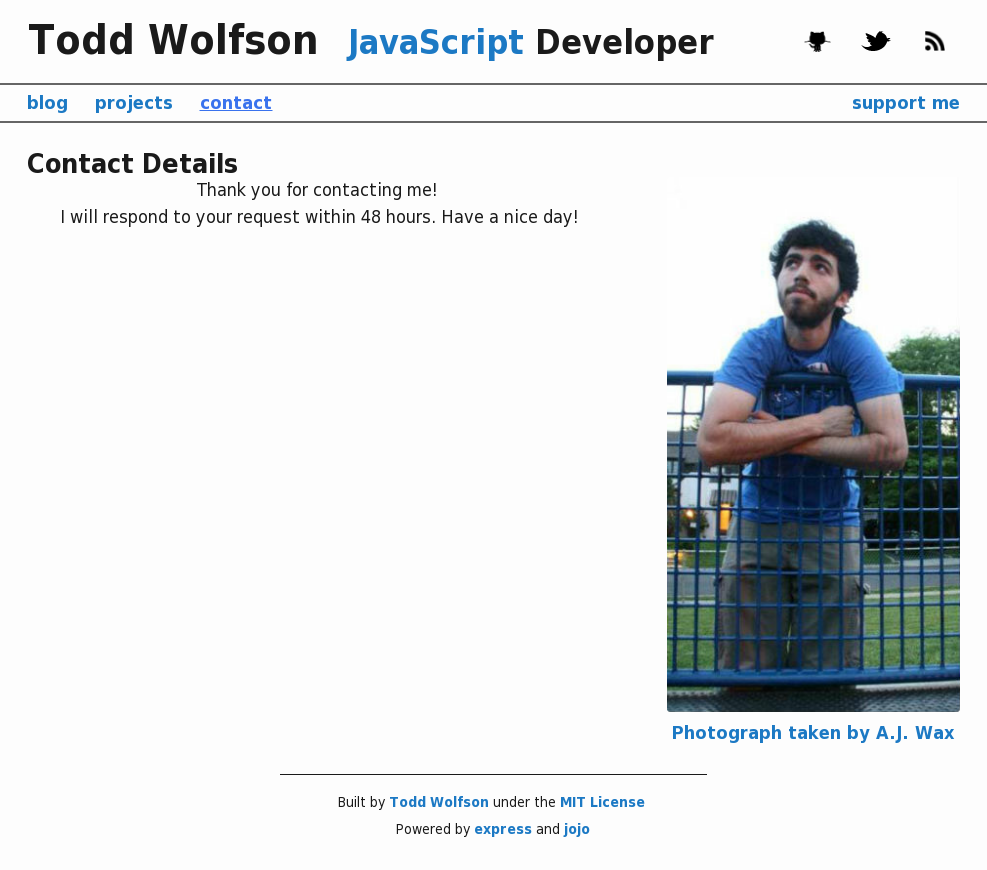 Todd Wolfson JavaScript Developer
blog projects contact support me
Contact Details
Thank you for contacting me!
I will respond to your request within 48 hours. Have a nice day!
Photograph taken by A.J. Wax
Built by Todd Wolfson under the MIT License
Powered by express and jojo